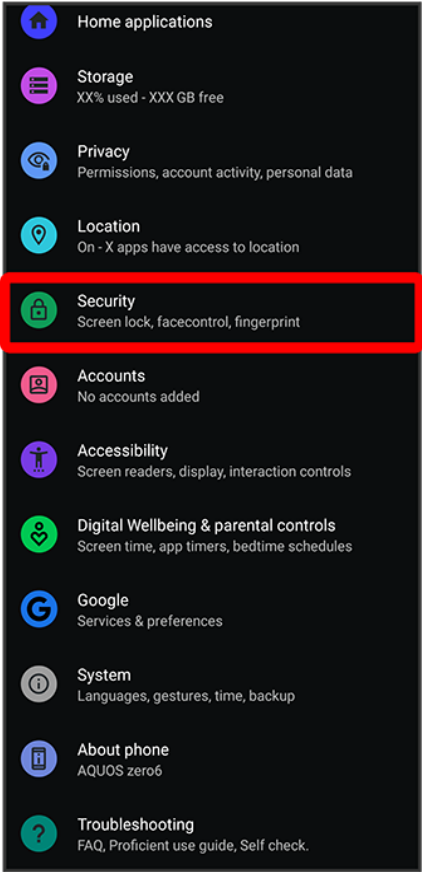 Home applications
Storage
XX% used - XXX GB free
Privacy
Permissions, account activity, personal data
Location
On - X apps have access to location
Security
Screen lock, facecontrol, fingerprint
Accounts
No accounts added
Accessibility
Screen readers, display, interaction controls
Digital Wellbeing & parental controls
Screen time, app timers, bedtime schedules
Google
Services & preferences
System
Languages, gestures, time, backup
About phone
AQUOS zero6
Troubleshooting
FAQ, Proficient use guide, Self check.